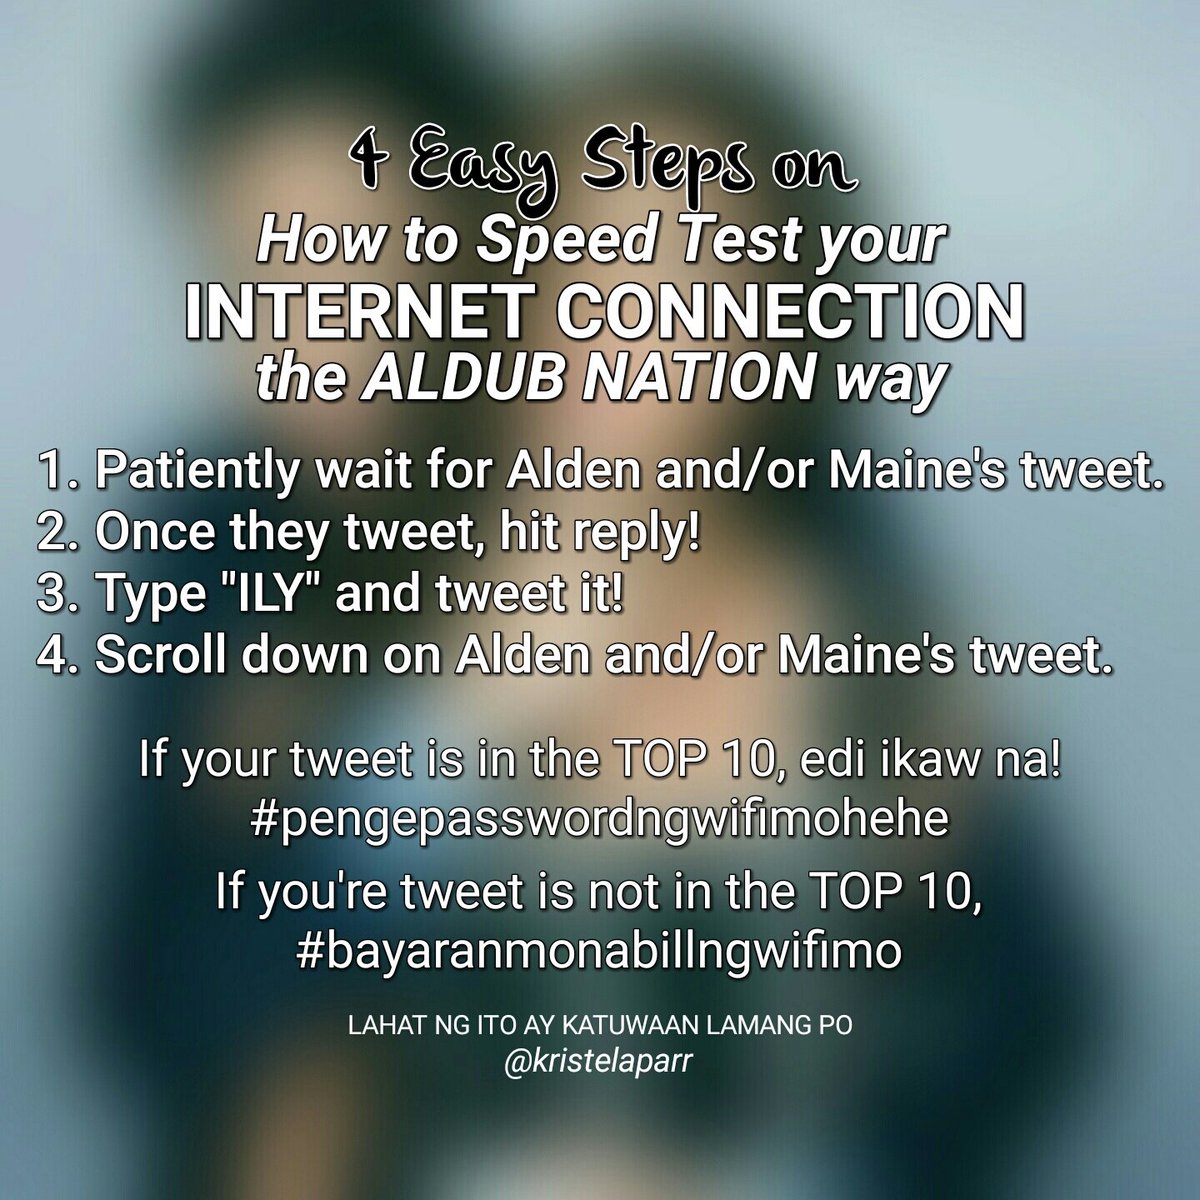 4 Easy Steps on
How to Speed Test your
INTERNET CONNECTION
the ALDUB NATION way
1. Patiently wait for Alden and/or Maine's tweet.
2. Once they tweet, hit reply!
3. Type "ILY" and tweet it!
4. Scroll down on Alden and/or Maine's tweet.
If your tweet is in the TOP 10, edi ikaw na!
#pengepasswordngwifimohehe
If you're tweet is not in the TOP 10,
#bayaranmonabillngwifimo
LAHAT NG ITO AY KATUWAAN LAMANG PO
@kristelaparr